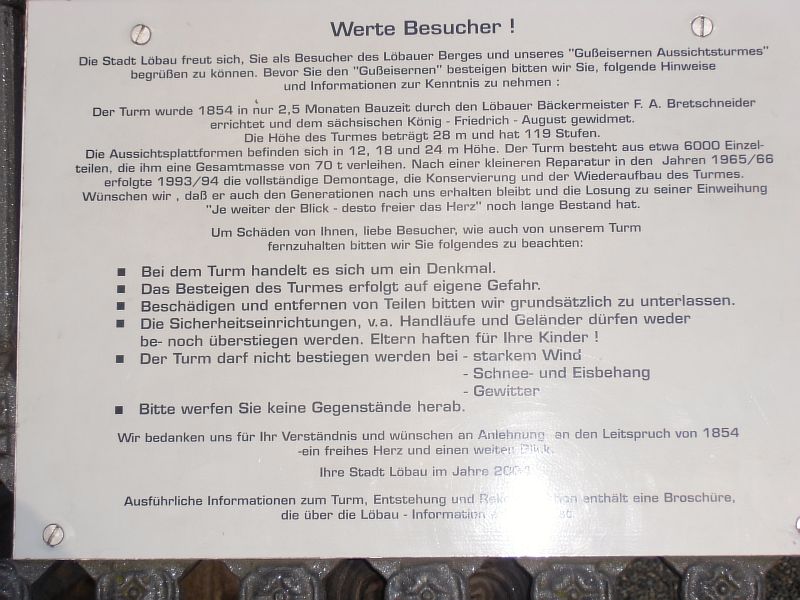 Werte Besucher !
Die Stadt Löbau freut sich, Sie als Besucher des Löbauer Berges und unseres "Gußeisernen Aussichtsturmes"
begrüßen zu können. Bevor Sie den "Gußeisernen" besteigen bitten wir Sie, folgende Hinweise
und Informationen zur Kenntnis zu nehmen :
Der Turm wurde 1854 in nur 2,5 Monaten Bauzeit durch den Löbauer Bäckermeister F. A. Bretschneider
errichtet und dem sächsischen König - Friedrich - August gewidmet.
Die Höhe des Turmes beträgt 28 m und hat 119 Stufen.
Die Aussichtsplattformen befinden sich in 12, 18 und 24 m Höhe. Der Turm besteht aus etwa 6000 Einzel-
teilen, die ihm eine Gesamtmasse von 70 t verleihen. Nach einer kleineren Reparatur in den Jahren 1965/66
erfolgte 1993/94 die vollständige Demontage, die Konservierung und der Wiederaufbau des Turmes.
Wünschen wir , daß er auch den Generationen nach uns erhalten bleibt und die Losung zu seiner Einweihung
"Je weiter der Blick - desto freier das Herz" noch lange Bestand hat.
Um Schäden von Ihnen, liebe Besucher, wie auch von unserem Turm
fernzuhalten bitten wir Sie folgendes zu beachten:
■ Bei dem Turm handelt es sich um ein Denkmal.
■ Das Besteigen des Turmes erfolgt auf eigene Gefahr.
■ Beschädigen und entfernen von Teilen bitten wir grundsätzlich zu unterlassen.
■ Die Sicherheitseinrichtungen, v.a. Handläufe und Geländer dürfen weder
be- noch überstiegen werden. Eltern haften für Ihre Kinder !
■ Der Turm darf nicht bestiegen werden bei - starkem Wind
- Schnee- und Eisbehang
- Gewitter
■ Bitte werfen Sie keine Gegenstände herab.
Wir bedanken uns für Ihr Verständnis und wünschen an Anlehnung an den Leitspruch von 1854
-ein freihes Herz und einen weiten Blick.
Ihre Stadt Löbau im Jahre
Ausführliche Informationen zum Turm, Entstehung und enthält eine Broschüre,
die über die Löbau - Information